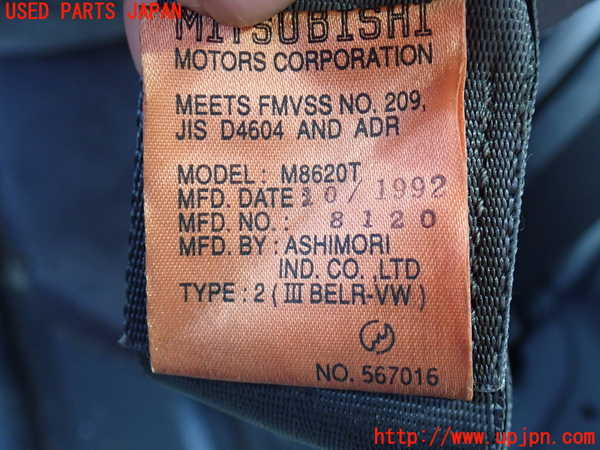 USED PARTS JAPAN
MITSUBISHI
MOTORS CORPORATION
MEETS FMVSS NO. 209,
JIS D4604 AND ADR
MODEL: M8620T
MFD. DATE: 10/1992
MFD. NO.: 8120
MFD. BY: ASHIMORI
IND. CO.,LTD
TYPE: 2 (III BELR-VW)
NO. 567016
http://www.upjpn.com/